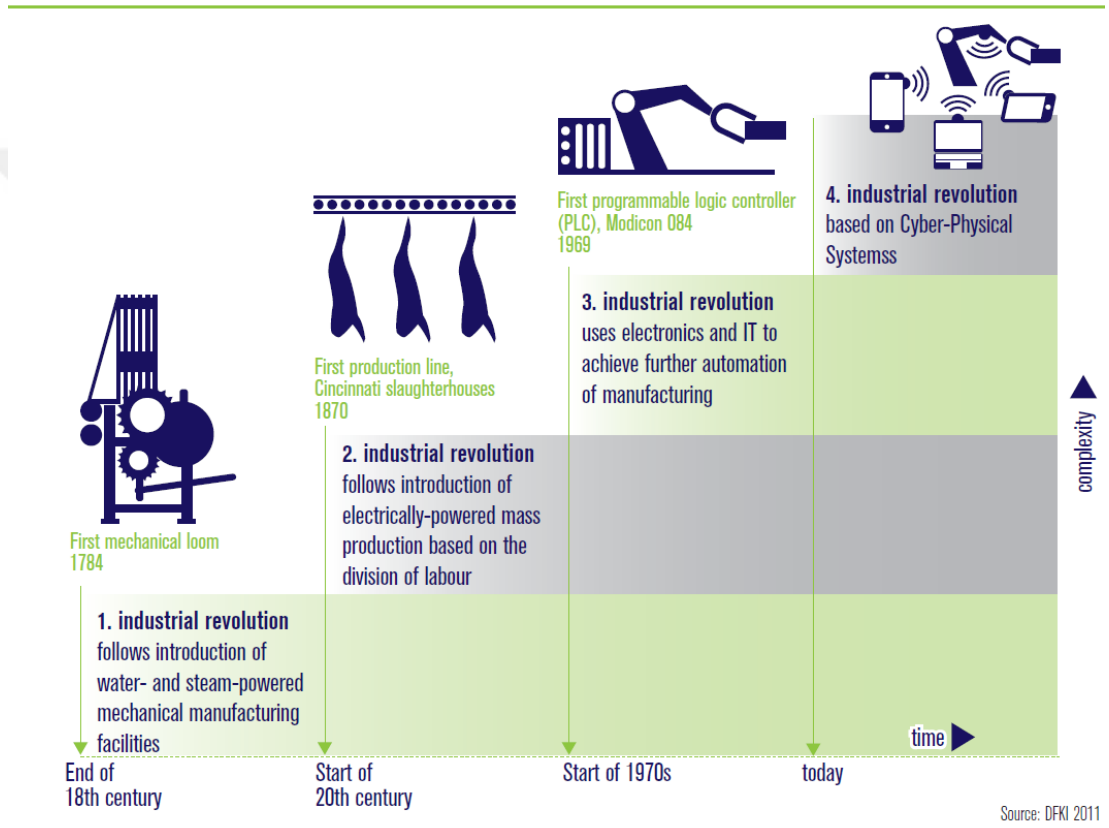 First mechanical loom
1784
1. industrial revolution
follows introduction of
water- and steam-powered
mechanical manufacturing
facilities
End of
18th century
First production line,
Cincinnati slaughterhouses
1870
2. industrial revolution
follows introduction of
electrically-powered mass
production based on the
division of labour
Start of
20th century
First programmable logic controller
(PLC), Modicon 084
1969
3. industrial revolution
uses electronics and IT to
achieve further automation
of manufacturing
Start of 1970s
4. industrial revolution
based on Cyber-Physical
Systemss
today
time
complexity
Source: DFKI 2011